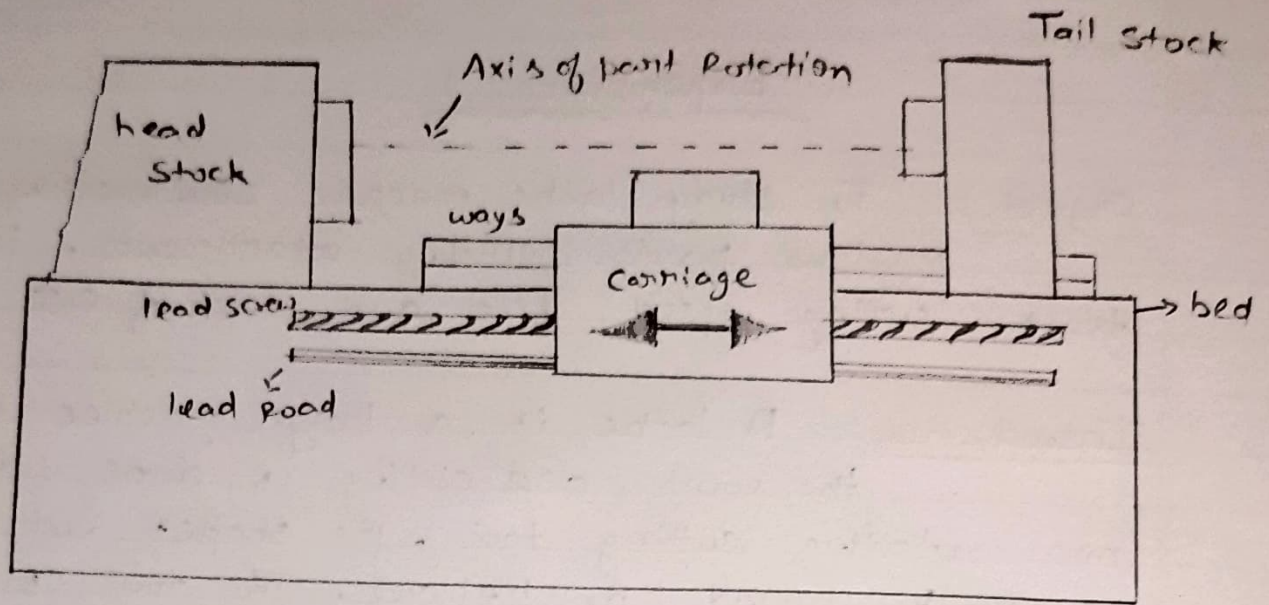 Tail Stock
Axis of part Rotation
head
Stock
ways
Carriage
lead screw
bed
lead Road